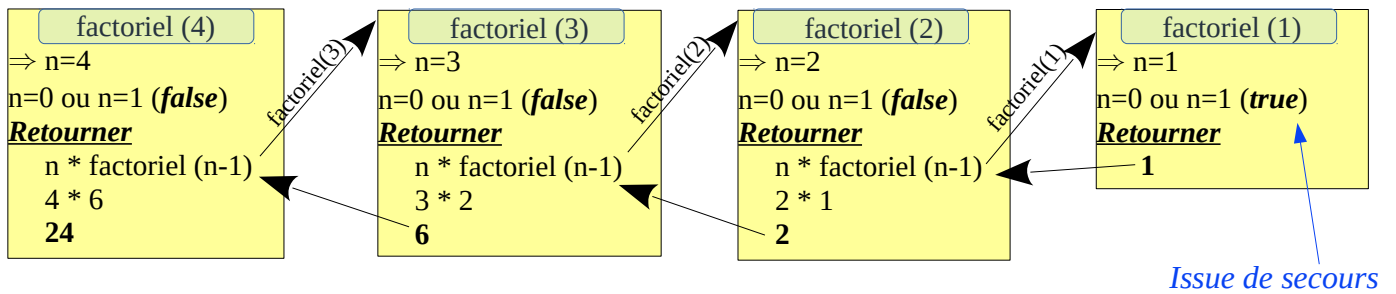 factoriel (4)
⇒ n=4
n=0 ou n=1 (false)
Retourner
n * factoriel (n-1)
4 * 6
24
factoriel(3)
factoriel (3)
⇒ n=3
n=0 ou n=1 (false)
Retourner
n * factoriel (n-1)
3 * 2
6
factoriel(2)
factoriel (2)
⇒ n=2
n=0 ou n=1 (false)
Retourner
n * factoriel (n-1)
2 * 1
2
factoriel(1)
factoriel (1)
⇒ n=1
n=0 ou n=1 (true)
Retourner
1
Issue de secours